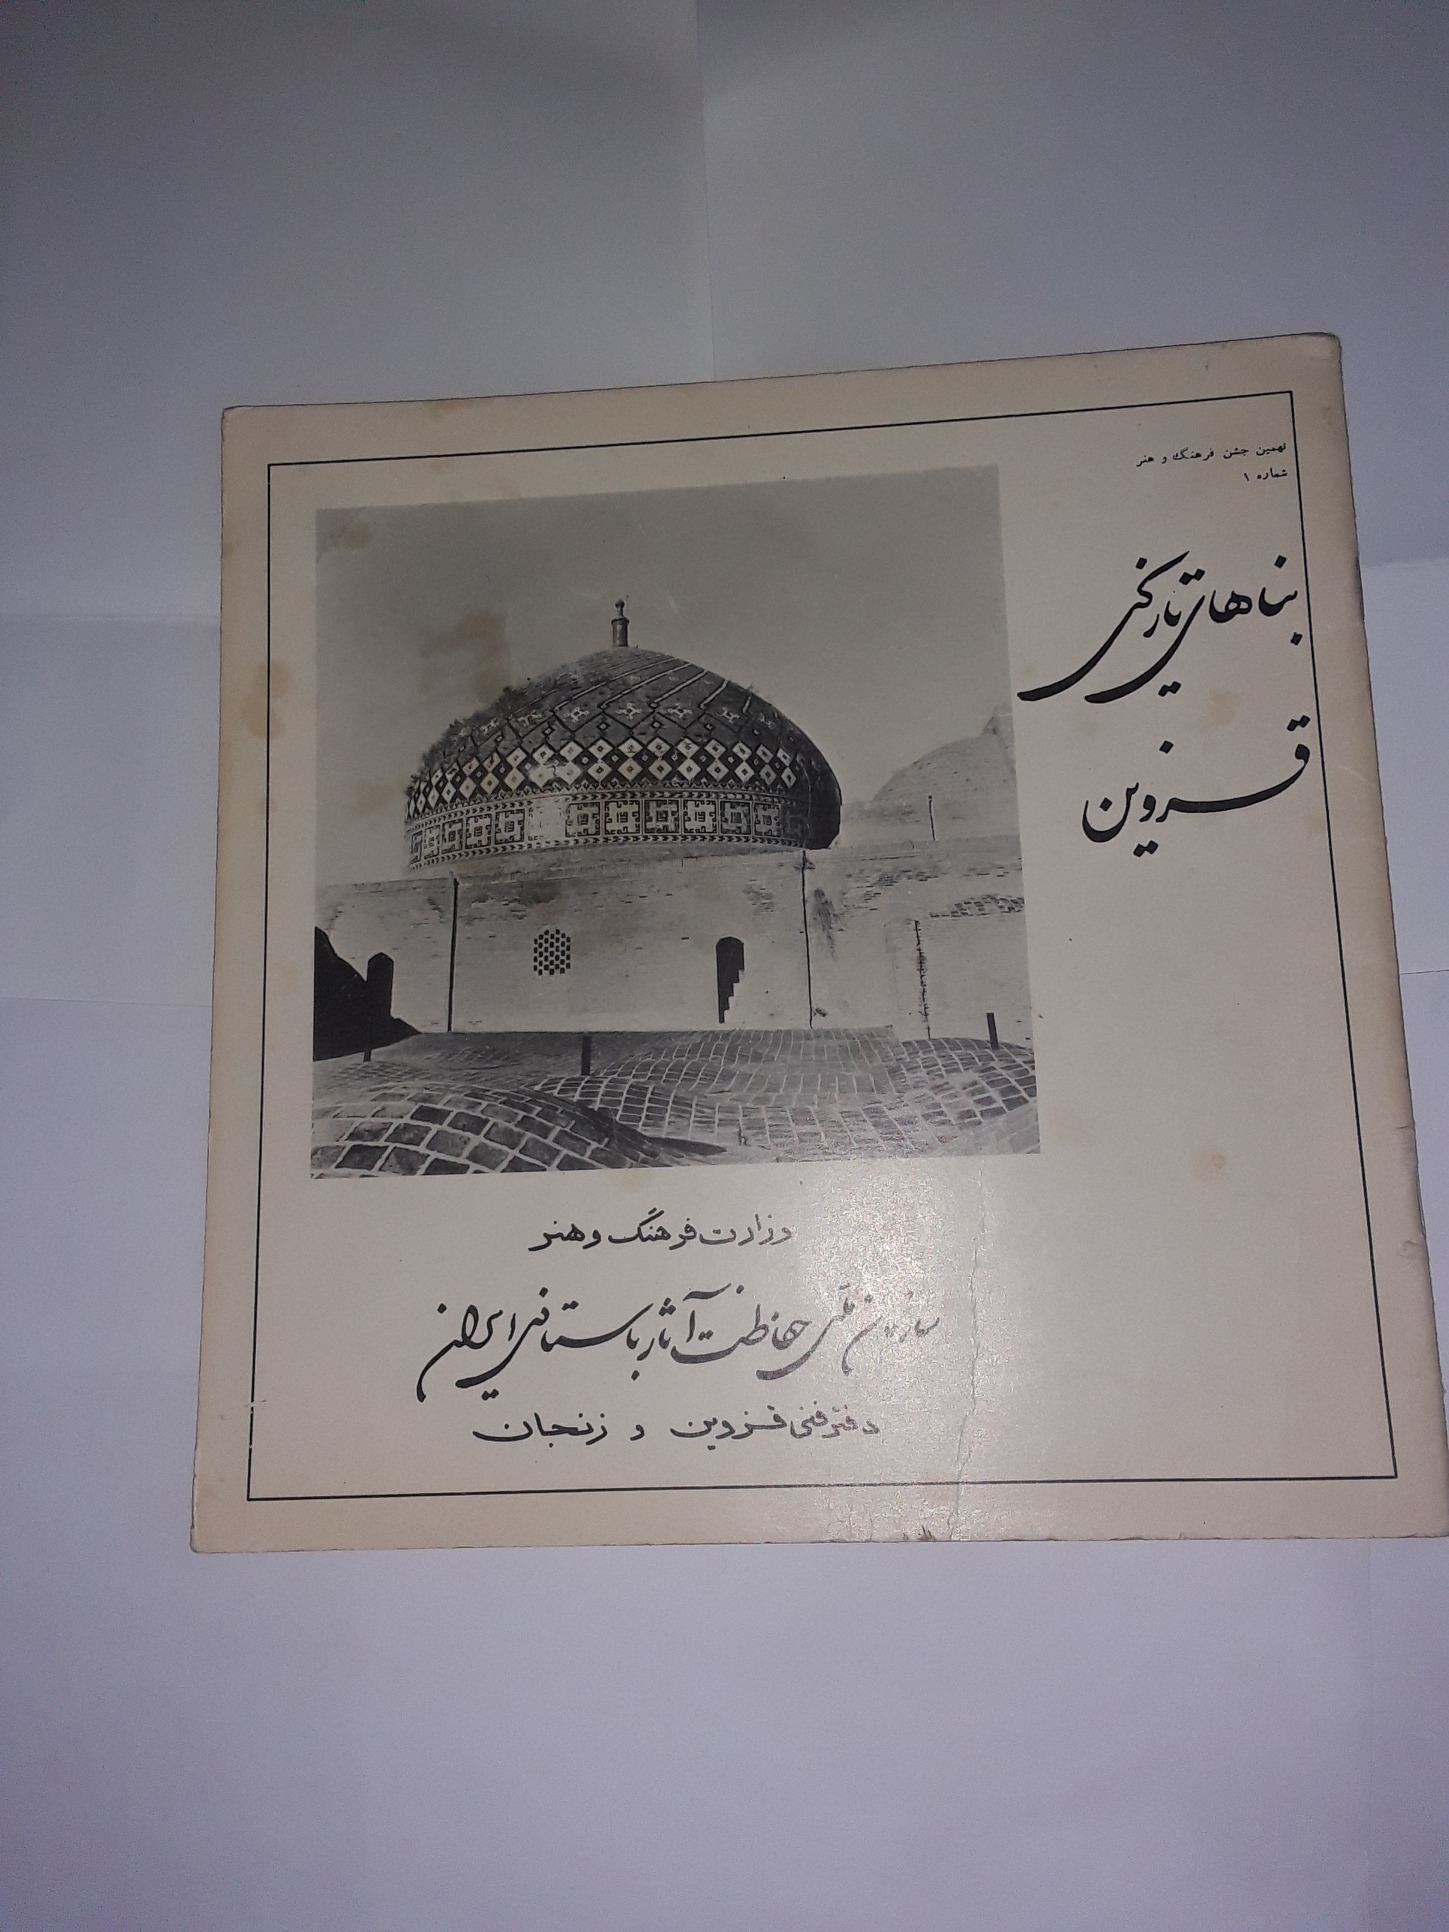 نهمین جشن فرهنگ و هنر
شماره ۱
بناهای تاریخی
قزوین
وزارت فرهنگ و هنر
سازمان ملی حفاظت آثار باستانی ایران
دفتر فنی قزوین و زنجان